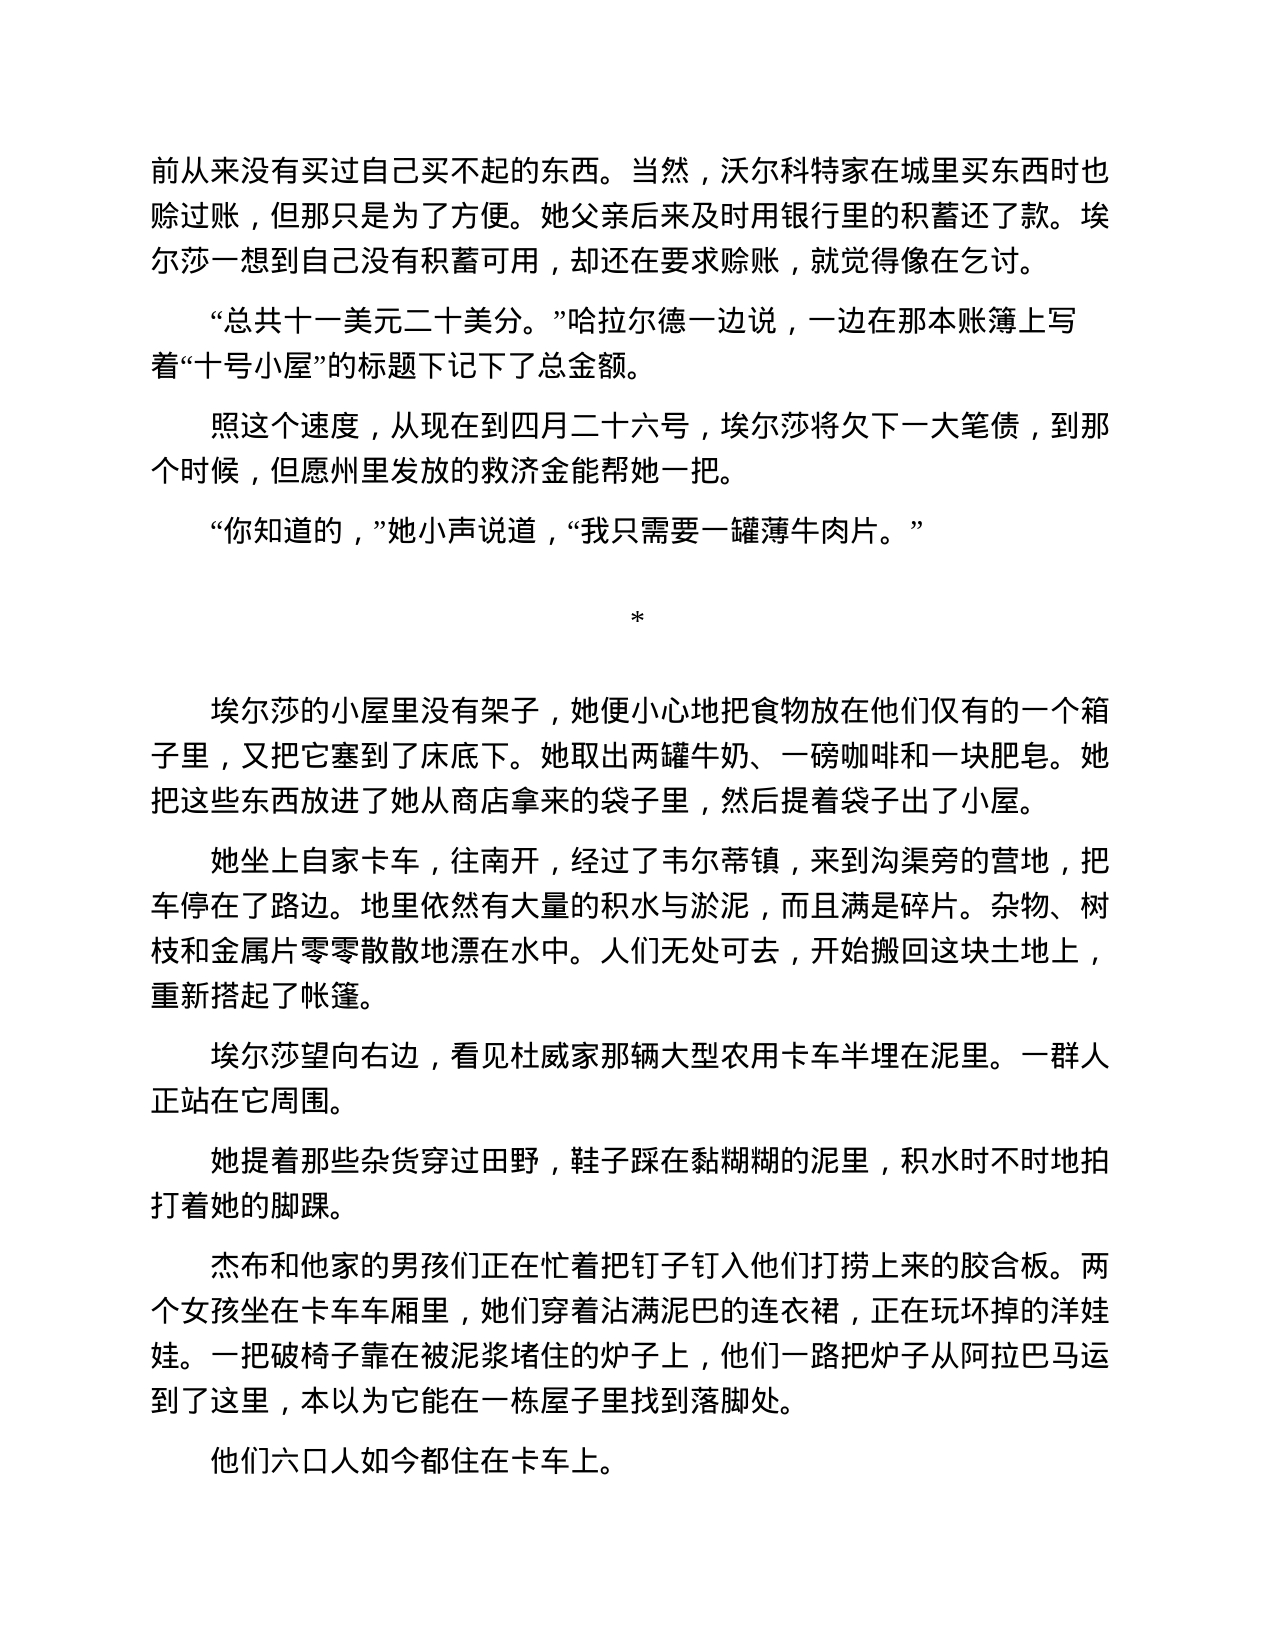 前从来没有买过自己买不起的东西。当然，沃尔科特家在城里买东西时也
赊过账，但那只是为了方便。她父亲后来及时用银行里的积蓄还了款。埃
尔莎一想到自己没有积蓄可用，却还在要求赊账，就觉得像在乞讨。
“总共十一美元二十美分。”哈拉尔德一边说，一边在那本账簿上写
着“十号小屋”的标题下记下了总金额。
照这个速度，从现在到四月二十六号，埃尔莎将欠下一大笔债，到那
个时候，但愿州里发放的救济金能帮她一把。
“你知道的，”她小声说道，“我只需要一罐薄牛肉片。”
*
埃尔莎的小屋里没有架子，她便小心地把食物放在他们仅有的一个箱
子里，又把它塞到了床底下。她取出两罐牛奶、一磅咖啡和一块肥皂。她
把这些东西放进了她从商店拿来的袋子里，然后提着袋子出了小屋。
她坐上自家卡车，往南开，经过了韦尔蒂镇，来到沟渠旁的营地，把
车停在了路边。地里依然有大量的积水与淤泥，而且满是碎片。杂物、树
枝和金属片零零散散地漂在水中。人们无处可去，开始搬回这块土地上，
重新搭起了帐篷。
埃尔莎望向右边，看见杜威家那辆大型农用卡车半埋在泥里。一群人
正站在它周围。
她提着那些杂货穿过田野，鞋子踩在黏糊糊的泥里，积水时不时地拍
打着她的脚踝。
杰布和他家的男孩们正在忙着把钉子钉入他们打捞上来的胶合板。两
个女孩坐在卡车车厢里，她们穿着沾满泥巴的连衣裙，正在玩坏掉的洋娃
娃。一把破椅子靠在被泥浆堵住的炉子上，他们一路把炉子从阿拉巴马运
到了这里，本以为它能在一栋屋子里找到落脚处。
他们六口人如今都住在卡车上。